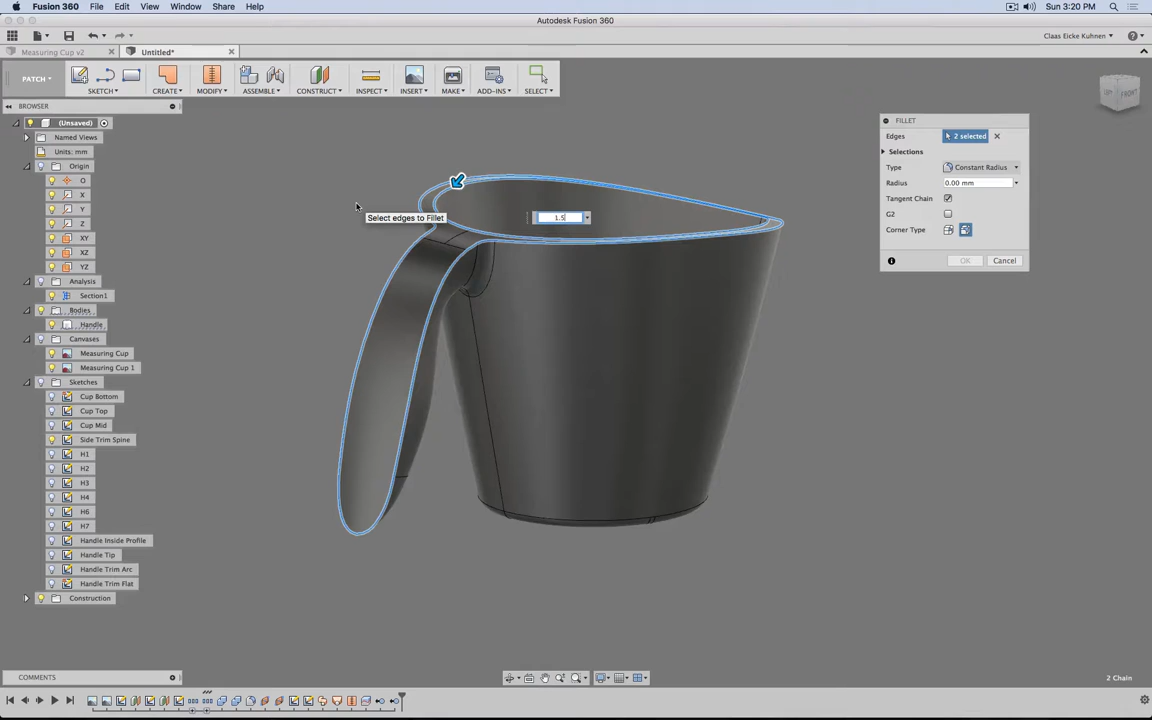 Fusion 360 File Edit View Window Share Help
Sun 3:20 PM
Autodesk Fusion 360
Claas Eicke Kuhnen
Measuring Cup v2
Untitled*
PATCH
SKETCH
CREATE
MODIFY
ASSEMBLE
CONSTRUCT
INSPECT
INSERT
MAKE
ADD-INS
SELECT
BROWSER
(Unsaved)
Named Views
Units: mm
Origin
O
X
Y
Z
XY
XZ
YZ
Analysis
Section1
Bodies
Handle
Canvases
Measuring Cup
Measuring Cup 1
Sketches
Cup Bottom
Cup Top
Cup Mid
Side Trim Spine
H1
H2
H3
H4
H6
H7
Handle Inside Profile
Handle Tip
Handle Trim Arc
Handle Trim Flat
Construction
1.5
Select edges to Fillet
FRONT
FILLET
Edges 2 selected
Selections
Type Constant Radius
Radius 0.00 mm
Tangent Chain
G2
Corner Type
OK Cancel
COMMENTS
2 Chain